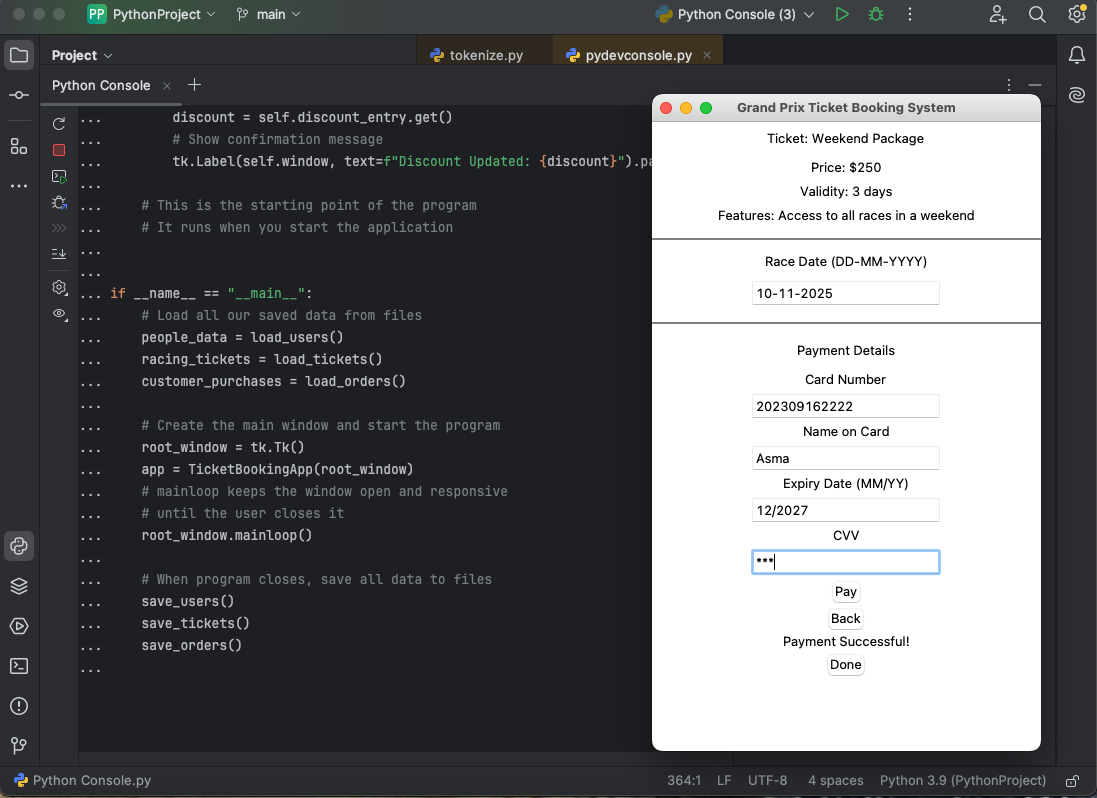 PP PythonProject main Python Console (3)
Project tokenize.py pydevconsole.py
Python Console
... discount = self.discount_entry.get()
... # Show confirmation message
... tk.Label(self.window, text=f"Discount Updated: {discount}").pa
...
... # This is the starting point of the program
... # It runs when you start the application
...
...
... if __name__ == "__main__":
... # Load all our saved data from files
... people_data = load_users()
... racing_tickets = load_tickets()
... customer_purchases = load_orders()
...
... # Create the main window and start the program
... root_window = tk.Tk()
... app = TicketBookingApp(root_window)
... # mainloop keeps the window open and responsive
... # until the user closes it
... root_window.mainloop()
...
... # When program closes, save all data to files
... save_users()
... save_tickets()
... save_orders()
...
Grand Prix Ticket Booking System
Ticket: Weekend Package
Price: $250
Validity: 3 days
Features: Access to all races in a weekend
Race Date (DD-MM-YYYY)
10-11-2025
Payment Details
Card Number
202309162222
Name on Card
Asma
Expiry Date (MM/YY)
12/2027
CVV
***
Pay
Back
Payment Successful!
Done
Python Console.py 364:1 LF UTF-8 4 spaces Python 3.9 (PythonProject)